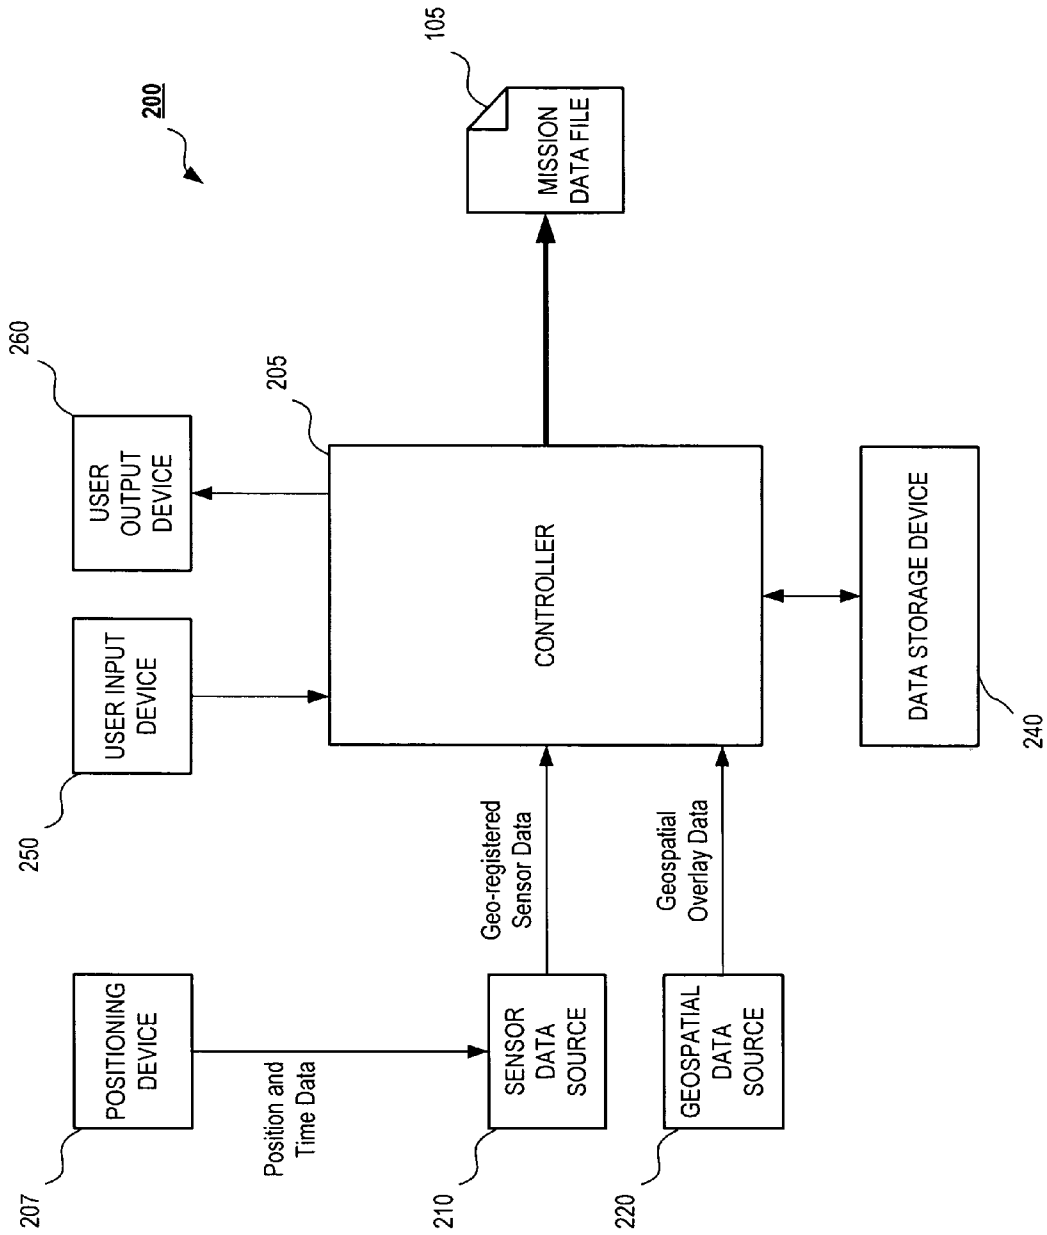 200
207
POSITIONING
DEVICE
250
USER INPUT
DEVICE
260
USER
OUTPUT
DEVICE
Position and
Time Data
205
CONTROLLER
105
MISSION
DATA FILE
210
SENSOR
DATA
SOURCE
Geo-registered
Sensor Data
220
GEOSPATIAL
DATA
SOURCE
Geospatial
Overlay Data
DATA STORAGE DEVICE
240